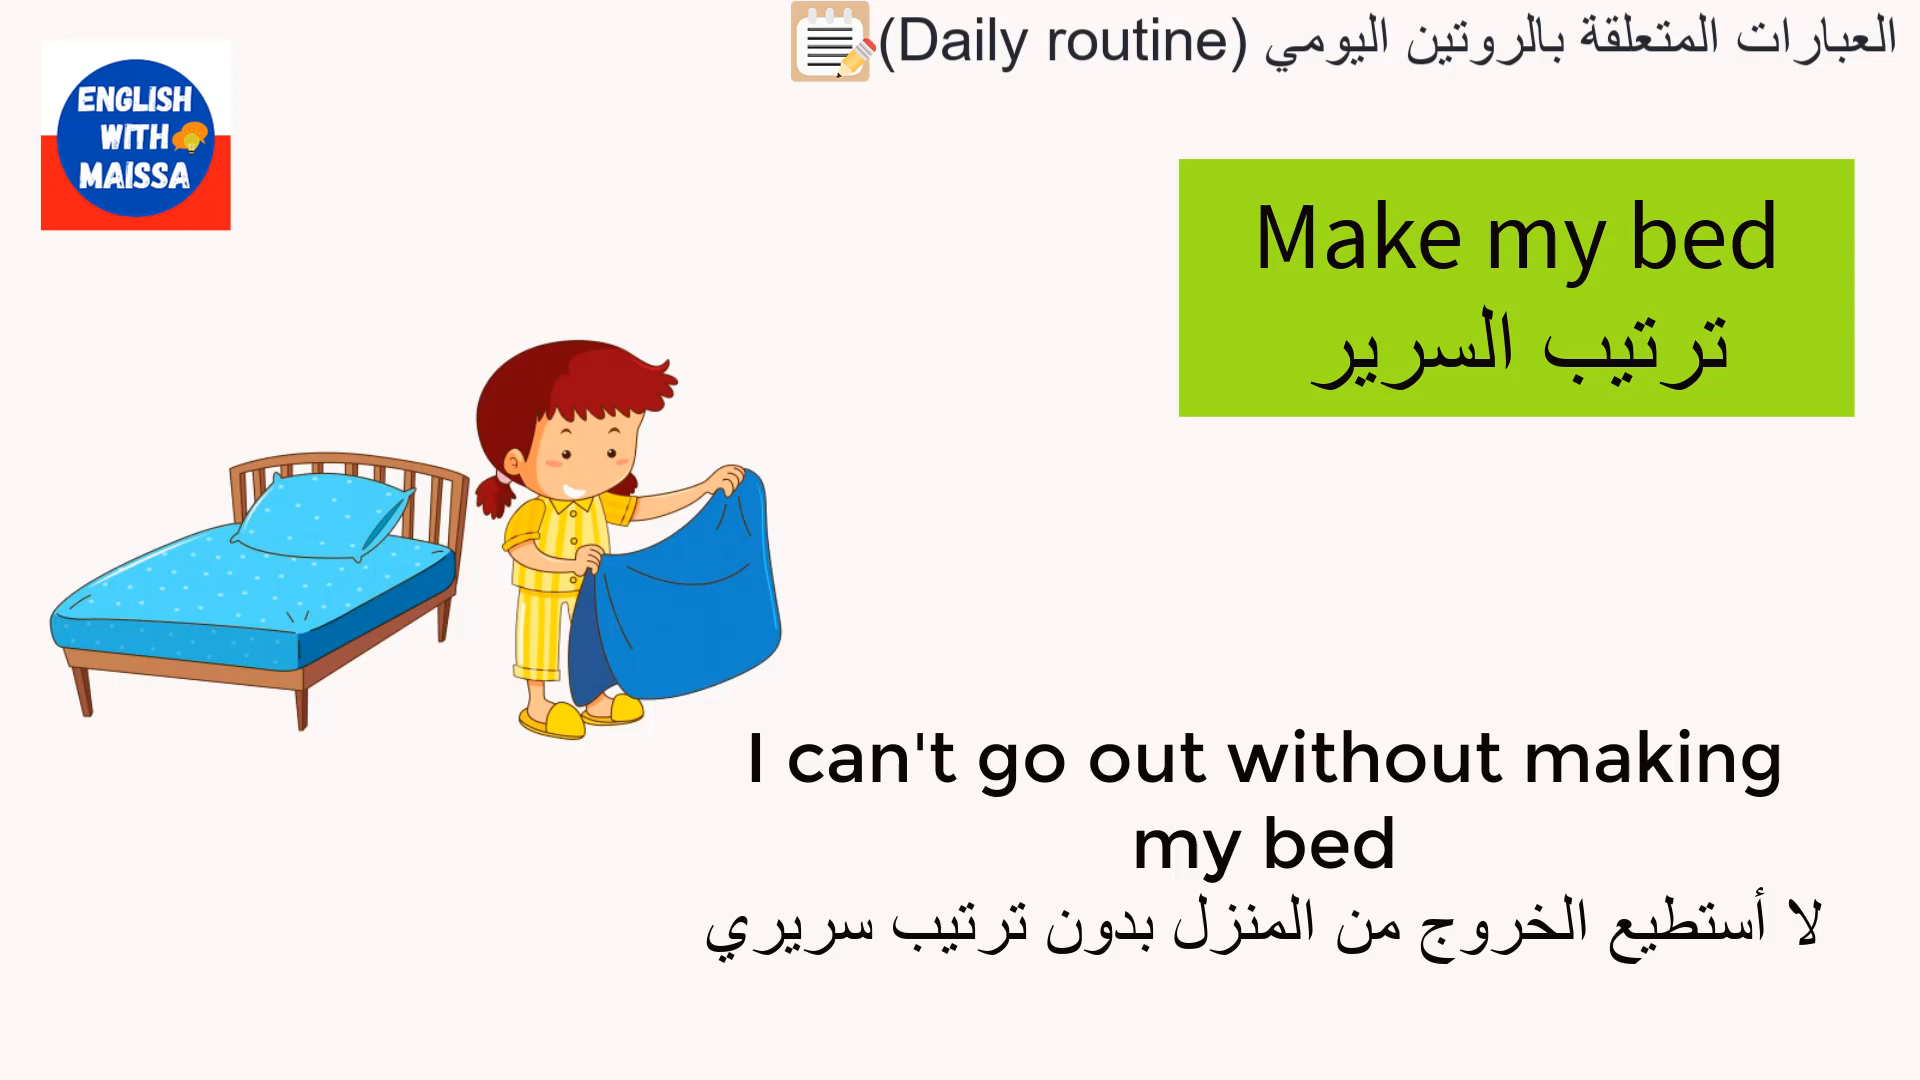 العبارات المتعلقة بالروتين اليومي (Daily routine)
ENGLISH
WITH
MAISSA
Make my bed
ترتيب السرير
I can't go out without making
my bed
لا أستطيع الخروج من المنزل بدون ترتيب سريري